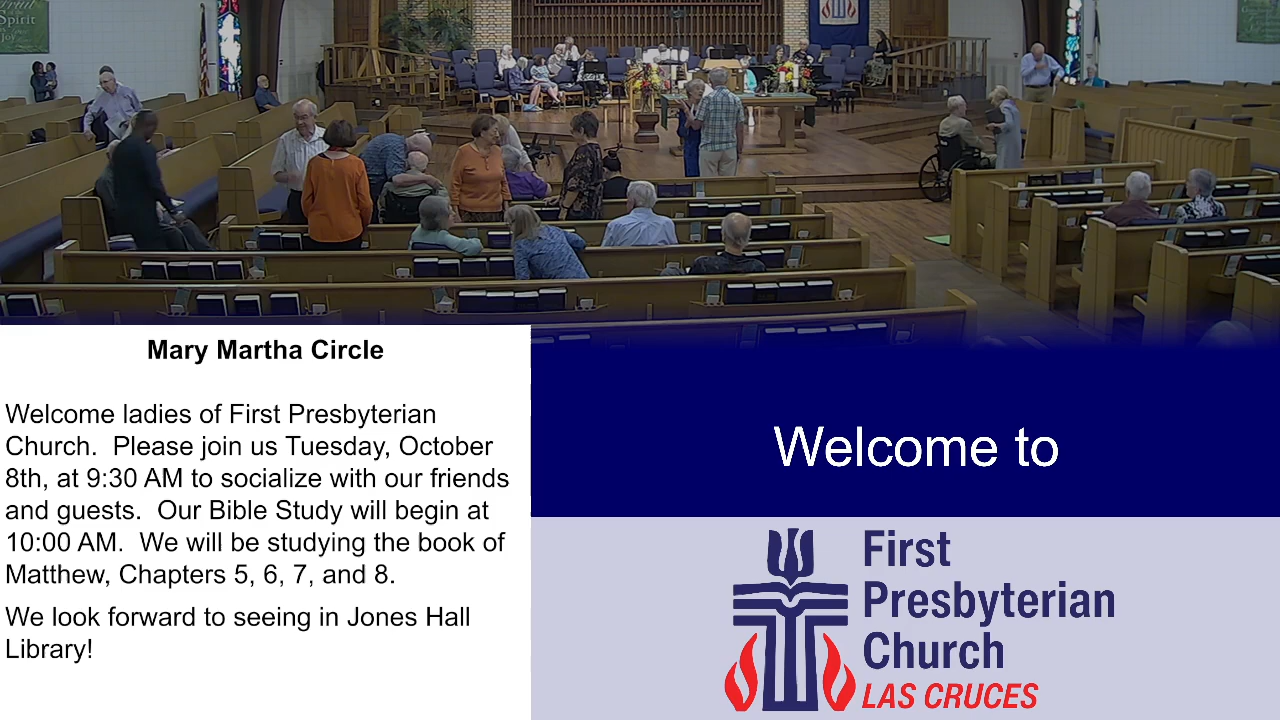 Spirit
Joy
Mary Martha Circle
Welcome ladies of First Presbyterian
Church.  Please join us Tuesday, October
8th, at 9:30 AM to socialize with our friends
and guests.  Our Bible Study will begin at
10:00 AM.  We will be studying the book of
Matthew, Chapters 5, 6, 7, and 8.
We look forward to seeing in Jones Hall
Library!
Welcome to
First
Presbyterian
Church
LAS CRUCES